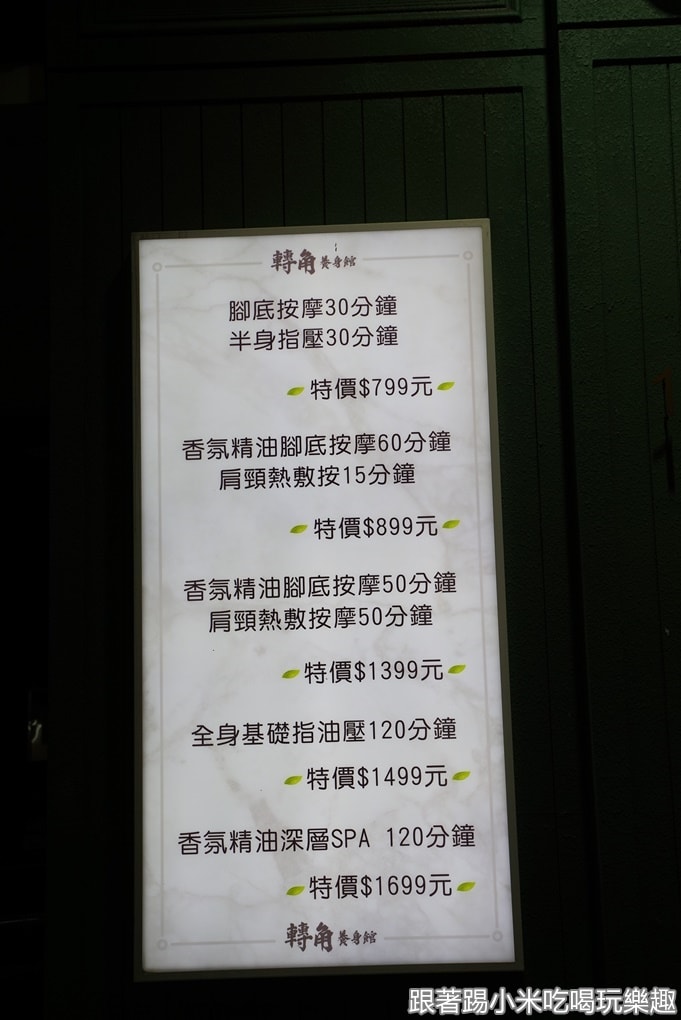 轉角養身館
腳底按摩30分鐘
半身指壓30分鐘
特價$799元
香氛精油腳底按摩60分鐘
肩頸熱敷按15分鐘
特價$899元
香氛精油腳底按摩50分鐘
肩頸熱敷按摩50分鐘
特價$1399元
全身基礎指油壓120分鐘
特價$1499元
香氛精油深層SPA 120分鐘
特價$1699元
轉角養身館
跟著踢小米吃喝玩樂趣